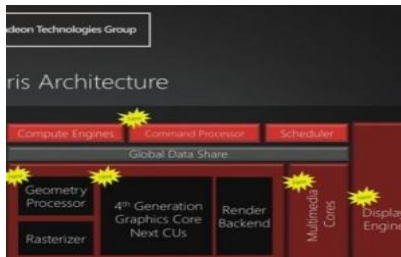 adeon Technologies Group
ris Architecture
Compute Engines
Command Processor
Scheduler
Global Data Share
Geometry
Processor
4th Generation
Graphics Core
Next CUs
Render
Backend
Multimedia
Cores
Display
Engine
Rasterizer